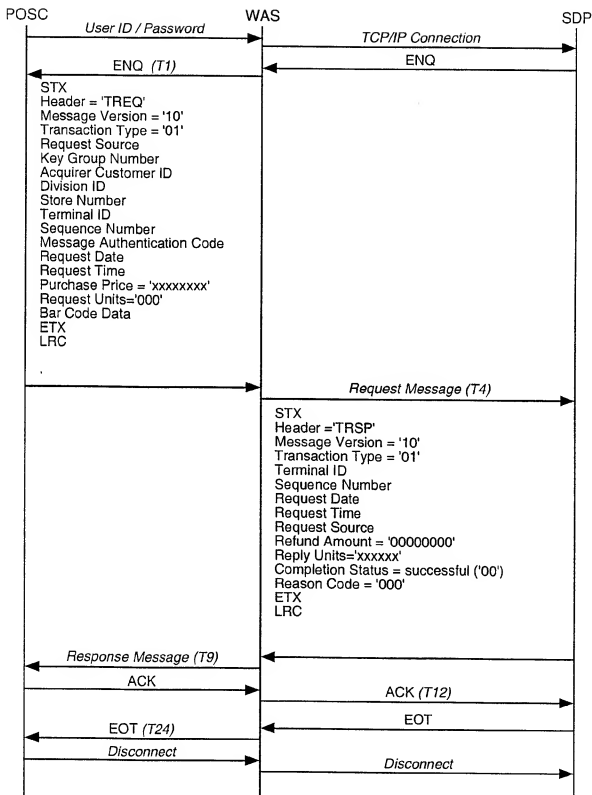 POSC WAS SDP
User ID / Password
TCP/IP Connection
ENQ
ENQ (T1)
STX
Header = 'TREQ'
Message Version = '10'
Transaction Type = '01'
Request Source
Key Group Number
Acquirer Customer ID
Division ID
Store Number
Terminal ID
Sequence Number
Message Authentication Code
Request Date
Request Time
Purchase Price = 'xxxxxxxx'
Request Units='000'
Bar Code Data
ETX
LRC
Request Message (T4)
STX
Header ='TRSP'
Message Version = '10'
Transaction Type = '01'
Terminal ID
Sequence Number
Request Date
Request Time
Request Source
Refund Amount = '00000000'
Reply Units='xxxxxx'
Completion Status = successful ('00')
Reason Code = '000'
ETX
LRC
Response Message (T9)
ACK
ACK (T12)
EOT
EOT (T24)
Disconnect
Disconnect